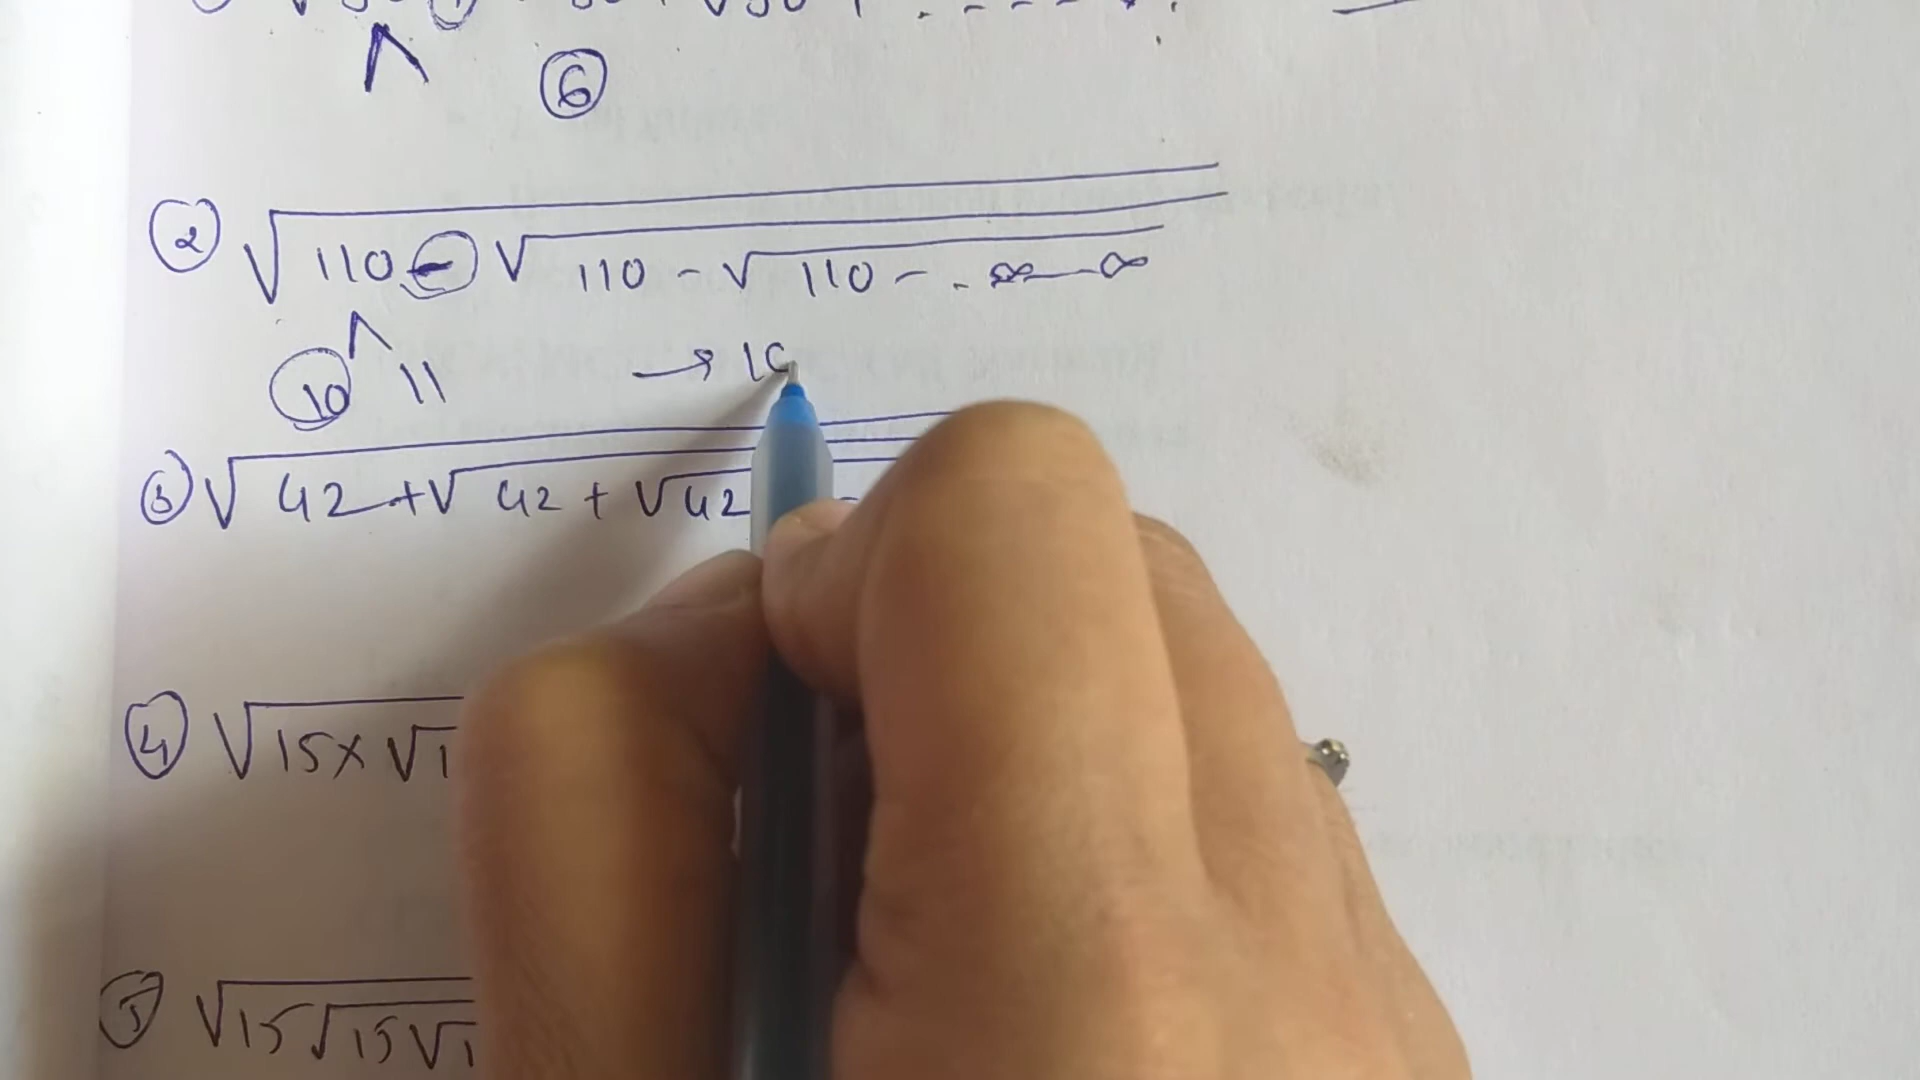 ⑥
② √110 - √110 - √110 - . ∞ — ∞
10 11 → 10
③ √42 + √42 + √42
④ √15 × √1
⑤ √15 √15 √1